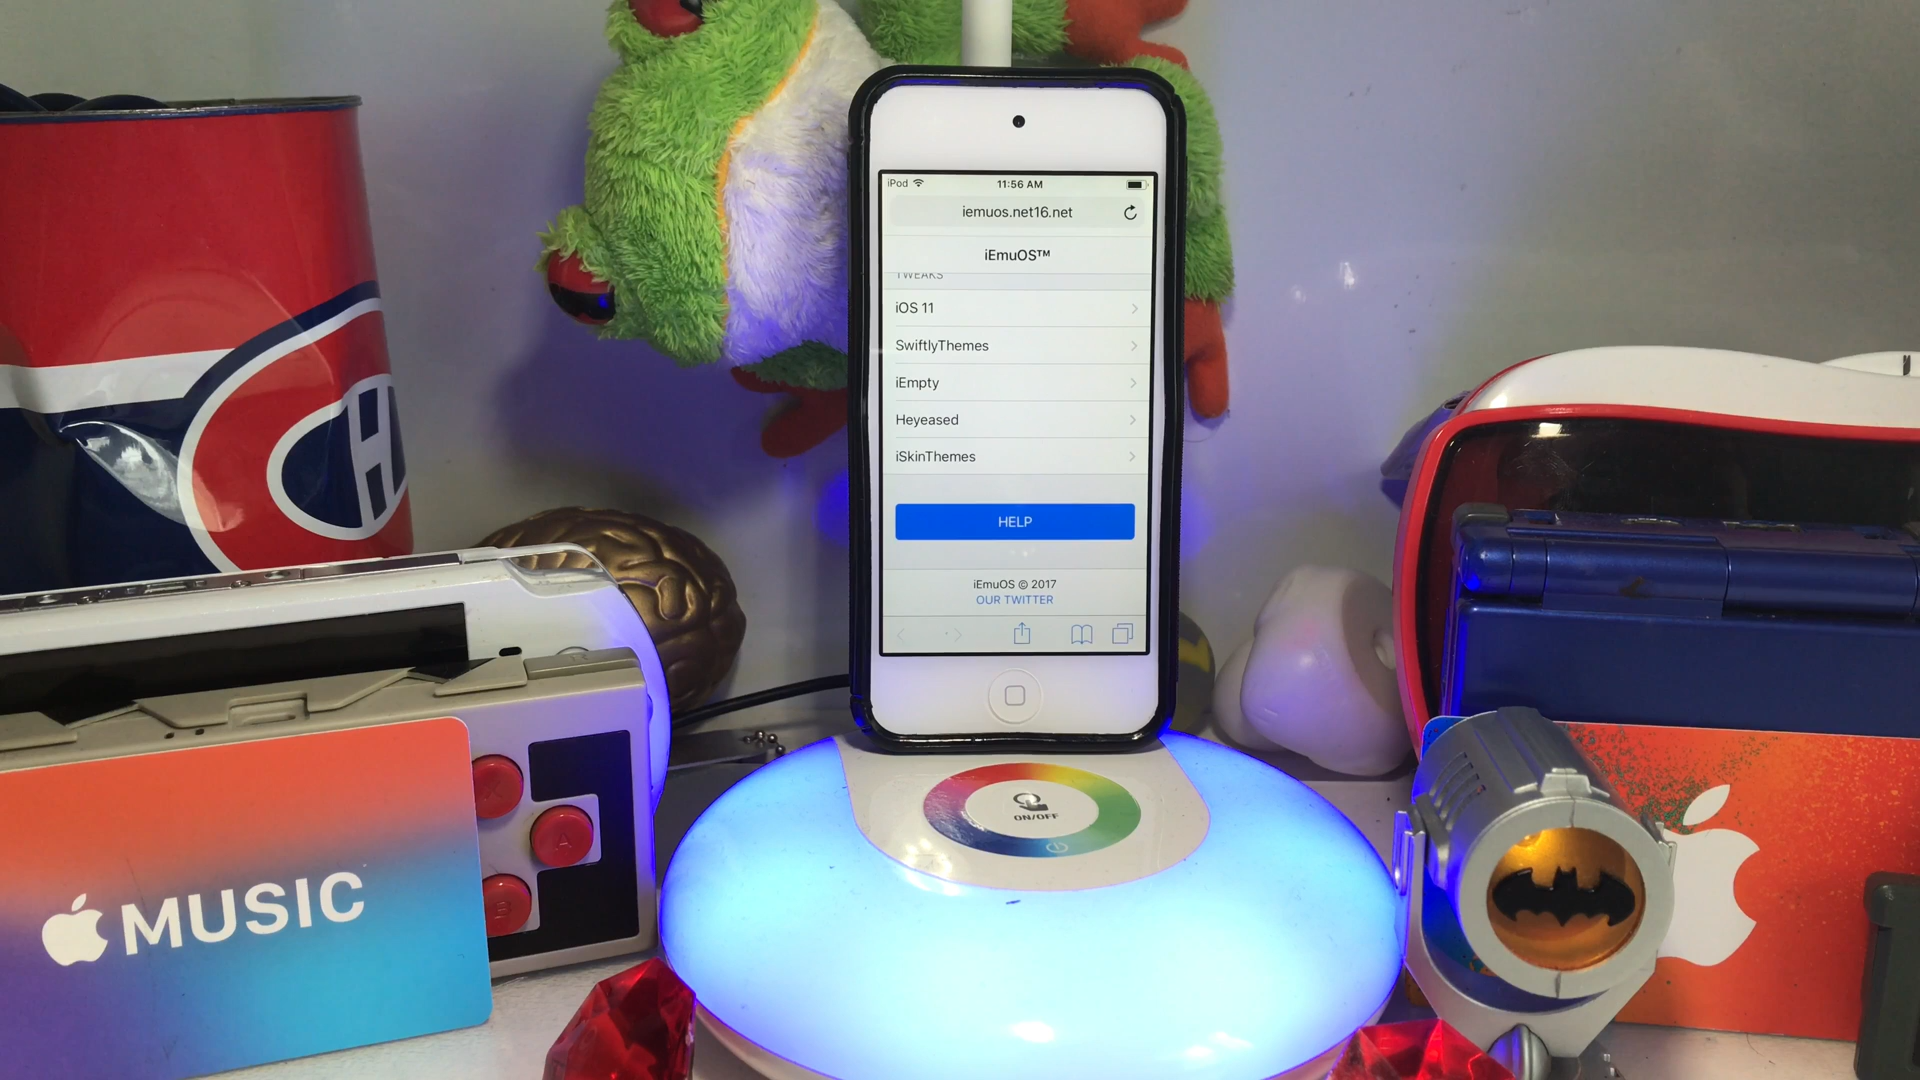 iPod
11:56 AM
iemuos.net16.net
iEmuOS™
TWEAKS
iOS 11
SwiftlyThemes
iEmpty
Heyeased
iSkinThemes
HELP
iEmuOS © 2017
OUR TWITTER
ON/OFF
MUSIC
X
A
B
CH